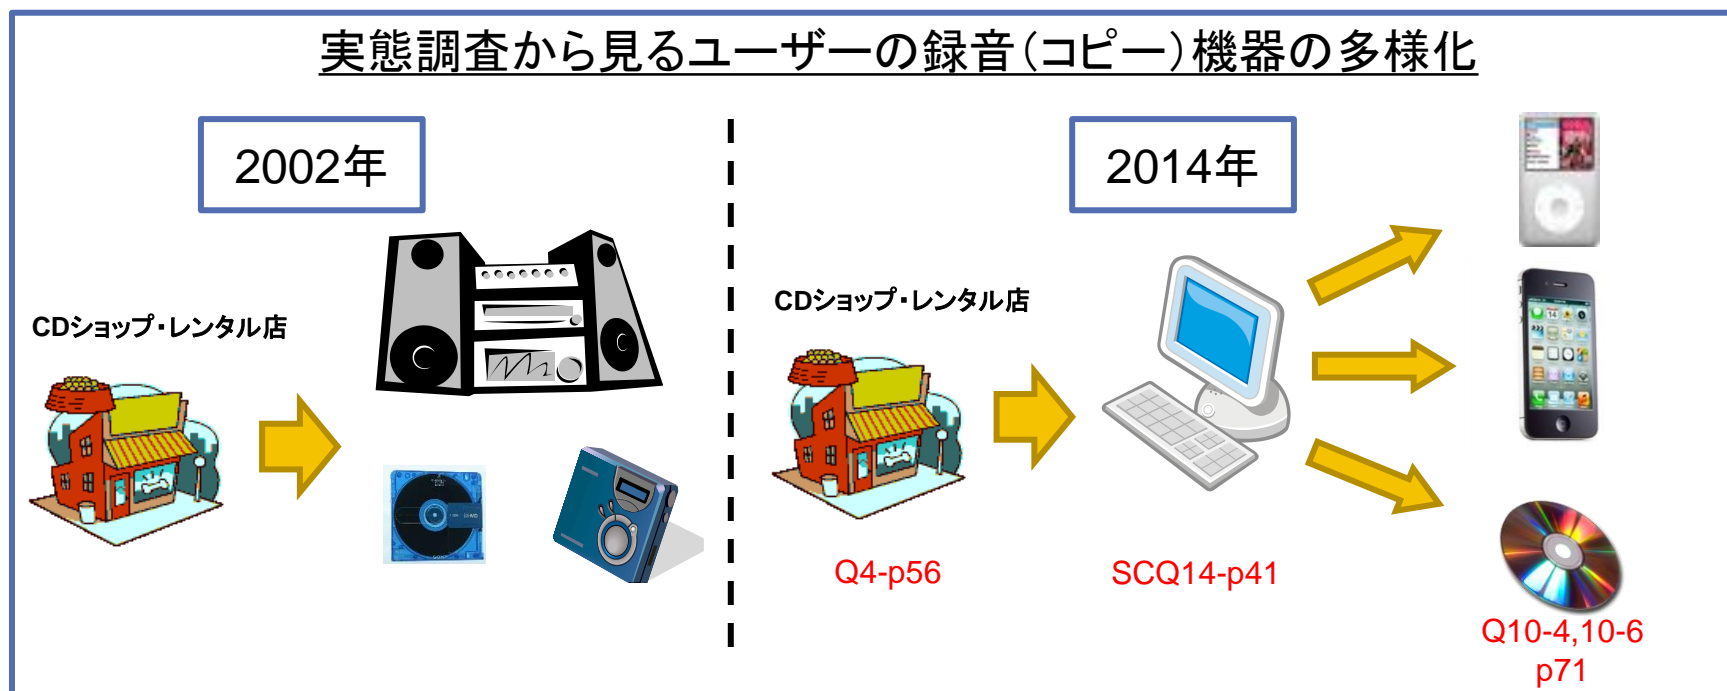 実態調査から見るユーザーの録音(コピー)機器の多様化
2002年
CDショップ・レンタル店
2014年
CDショップ・レンタル店
Q4-p56
SCQ14-p41
Q10-4,10-6
p71